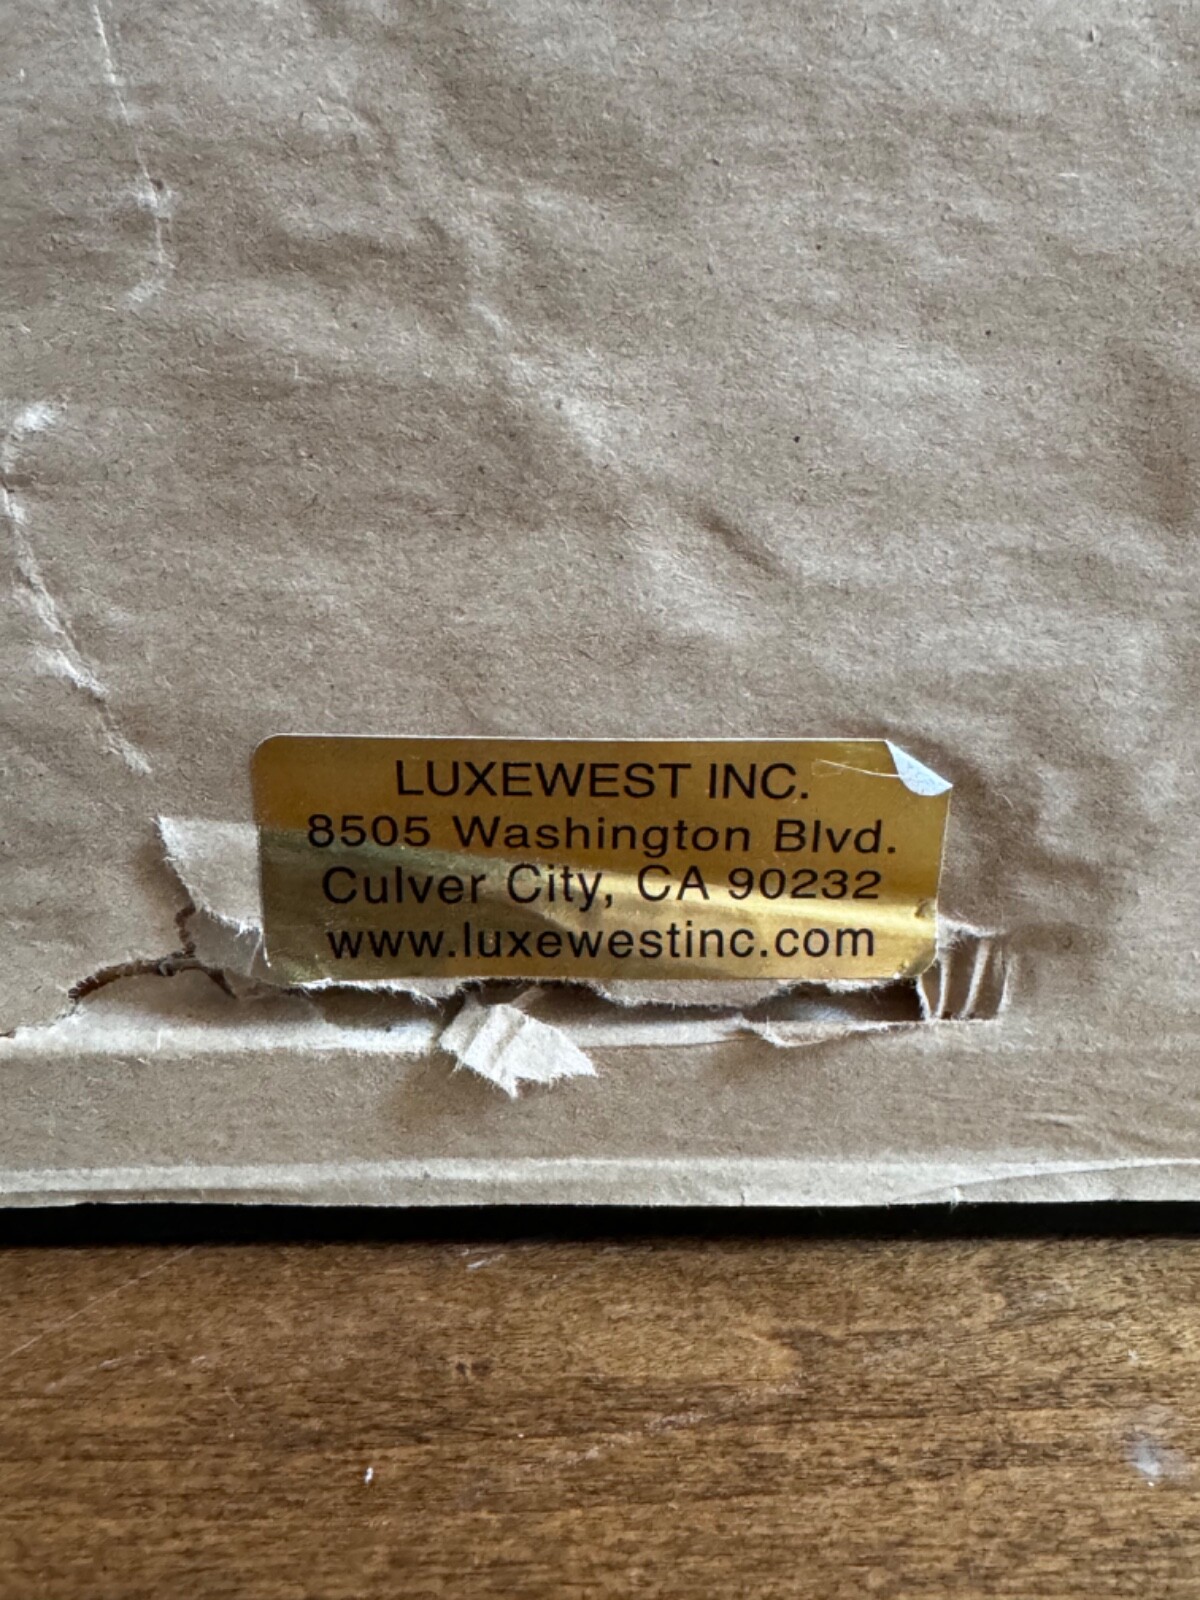 LUXEWEST INC.
8505 Washington Blvd.
Culver City, CA 90232
www.luxewestinc.com